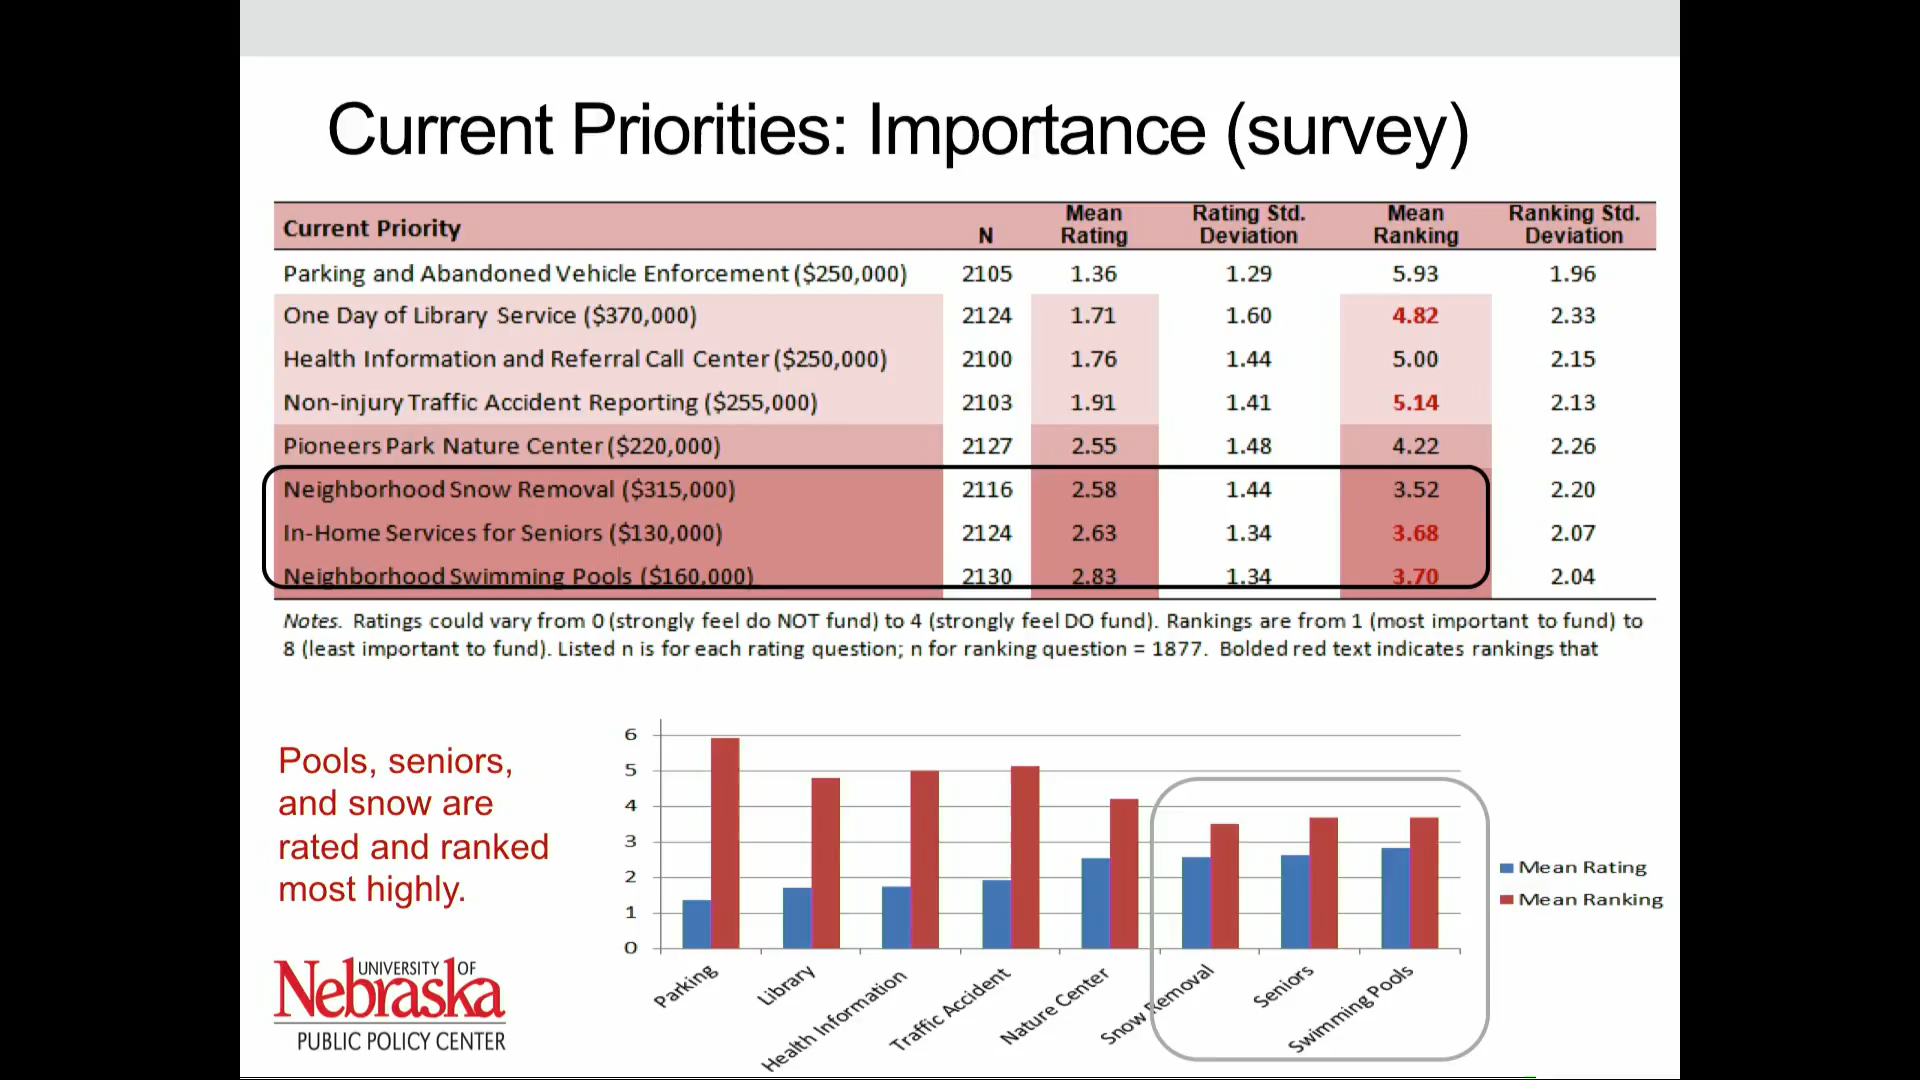 Current Priorities: Importance (survey)
Current Priority N Mean Rating Rating Std. Deviation Mean Ranking Ranking Std. Deviation
Parking and Abandoned Vehicle Enforcement ($250,000) 2105 1.36 1.29 5.93 1.96
One Day of Library Service ($370,000) 2124 1.71 1.60 4.82 2.33
Health Information and Referral Call Center ($250,000) 2100 1.76 1.44 5.00 2.15
Non-injury Traffic Accident Reporting ($255,000) 2103 1.91 1.41 5.14 2.13
Pioneers Park Nature Center ($220,000) 2127 2.55 1.48 4.22 2.26
Neighborhood Snow Removal ($315,000) 2116 2.58 1.44 3.52 2.20
In-Home Services for Seniors ($130,000) 2124 2.63 1.34 3.68 2.07
Neighborhood Swimming Pools ($160,000) 2130 2.83 1.34 3.70 2.04
Notes. Ratings could vary from 0 (strongly feel do NOT fund) to 4 (strongly feel DO fund). Rankings are from 1 (most important to fund) to
8 (least important to fund). Listed n is for each rating question; n for ranking question = 1877. Bolded red text indicates rankings that
Pools, seniors,
and snow are
rated and ranked
most highly.
6
5
4
3
2
1
0
Parking
Library
Health Information
Traffic Accident
Nature Center
Snow Removal
Seniors
Swimming Pools
Mean Rating
Mean Ranking
UNIVERSITY OF
Nebraska
PUBLIC POLICY CENTER